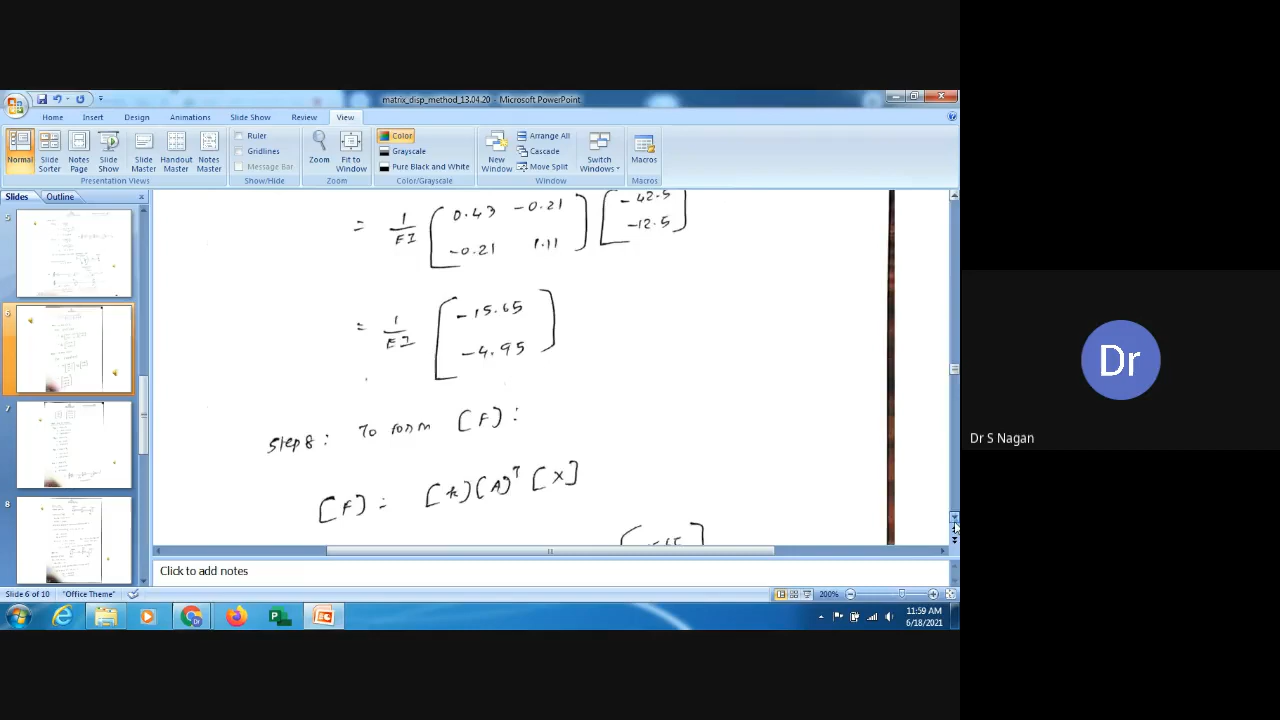 matrix_disp_method_13.04.20 - Microsoft PowerPoint
Home Insert Design Animations Slide Show Review View
Normal Slide Sorter Notes Page Slide Show Slide Master Handout Master Notes Master
Presentation Views
Ruler
Gridlines
Message Bar
Show/Hide
Zoom Fit to Window
Zoom
Color
Grayscale
Pure Black and White
Color/Grayscale
New Window
Arrange All
Cascade
Move Split
Switch Windows
Window
Macros
Macros
Slides Outline
5
6
7
8
= 1/EI [0.43 -0.21] [-42.5]
[-0.21 1.11] [-12.5]
= 1/EI [-15.65]
[-4.95]
Step 8: To form [F]:
[F] = [k][A]ᵀ[X]
Click to add notes
Slide 6 of 10 "Office Theme" 200%
11:59 AM
6/18/2021
Dr
Dr S Nagan